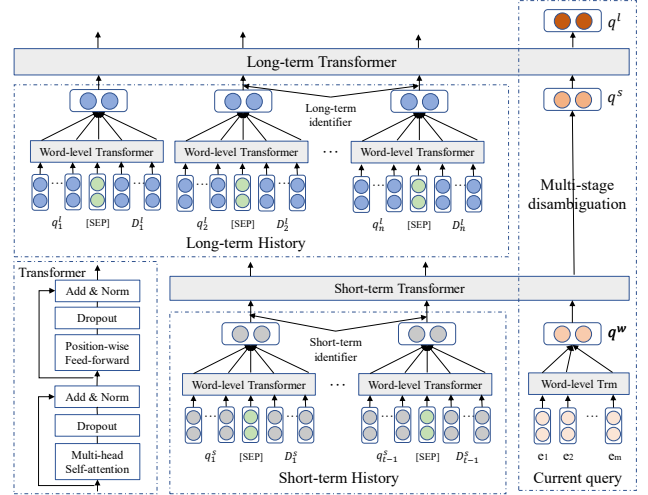 q^l
Long-term Transformer
Long-term
identifier
q^s
Word-level Transformer
Word-level Transformer
...
Word-level Transformer
... ... ... ... ... ...
q_1^l [SEP] D_1^l
q_2^l [SEP] D_2^l
q_n^l [SEP] D_n^l
Long-term History
Multi-stage
disambiguation
Transformer
Add & Norm
Dropout
Position-wise
Feed-forward
Add & Norm
Dropout
Multi-head
Self-attention
Short-term Transformer
Short-term
identifier
q^w
Word-level Transformer
...
Word-level Transformer
Word-level Trm
... ... ... ... ...
q_1^s [SEP] D_1^s
q_{t-1}^s [SEP] D_{t-1}^s
e_1 e_2 e_m
Short-term History
Current query